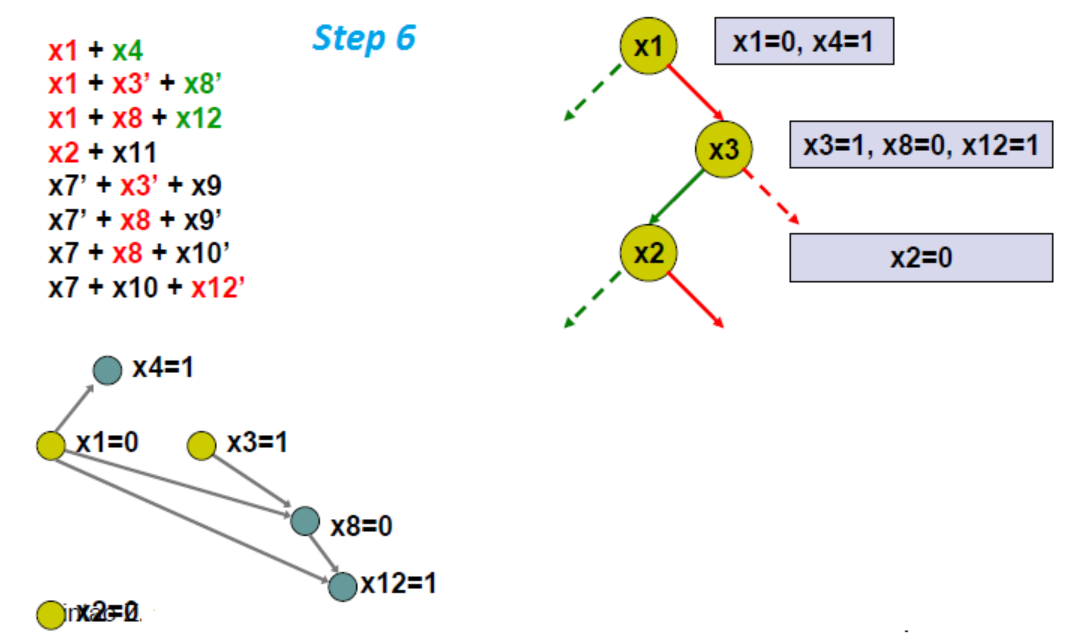 Step 6
x1 + x4
x1 + x3’ + x8’
x1 + x8 + x12
x2 + x11
x7’ + x3’ + x9
x7’ + x8 + x9’
x7 + x8 + x10’
x7 + x10 + x12’
x1
x1=0, x4=1
x3
x3=1, x8=0, x12=1
x2
x2=0
x4=1
x1=0
x3=1
x8=0
x12=1
x2=0